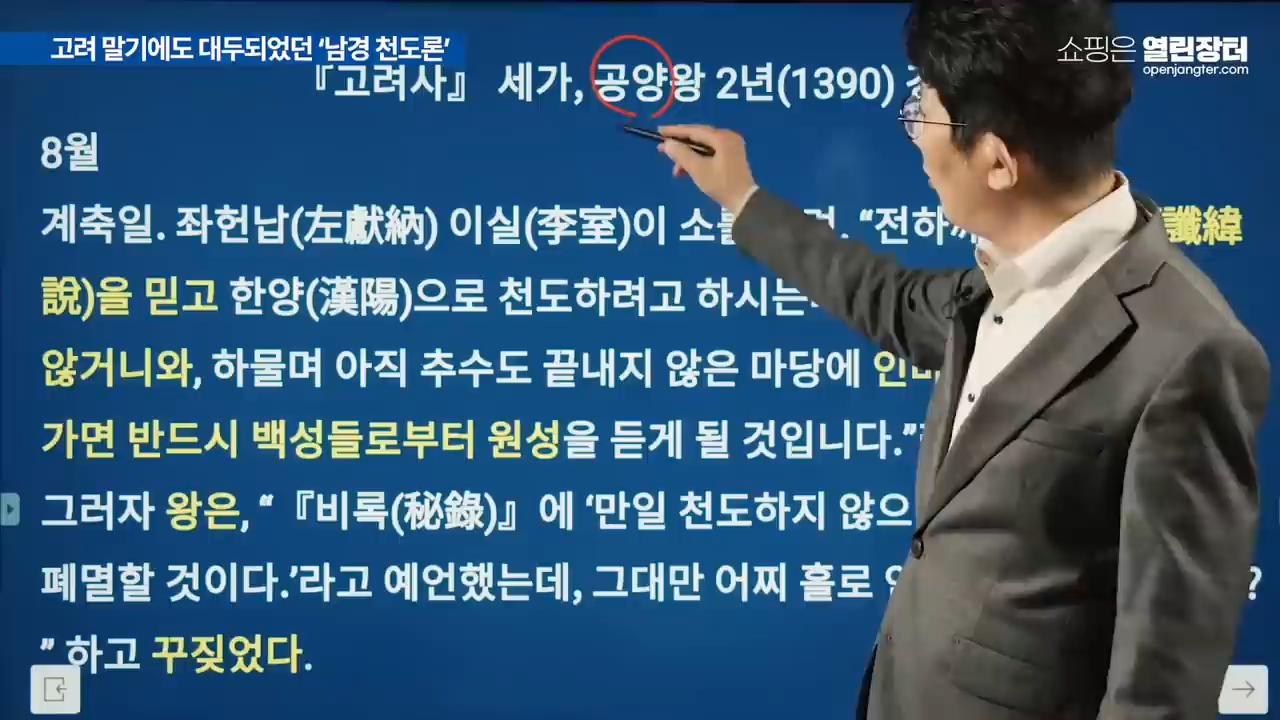 고려 말기에도 대두되었던 ‘남경 천도론’
쇼핑은 열린장터
openjangter.com
『고려사』 세가, 공양왕 2년(1390)
8월
계축일. 좌헌납(左獻納) 이실(李室)이 소를 “전하 讖緯
說)을 믿고 한양(漢陽)으로 천도하려고 하시는
않거니와, 하물며 아직 추수도 끝내지 않은 마당에
가면 반드시 백성들로부터 원성을 듣게 될 것입니다.”
그러자 왕은, “『비록(秘錄)』에 ‘만일 천도하지 않으
폐멸할 것이다.’라고 예언했는데, 그대만 어찌 홀로 ?
” 하고 꾸짖었다.